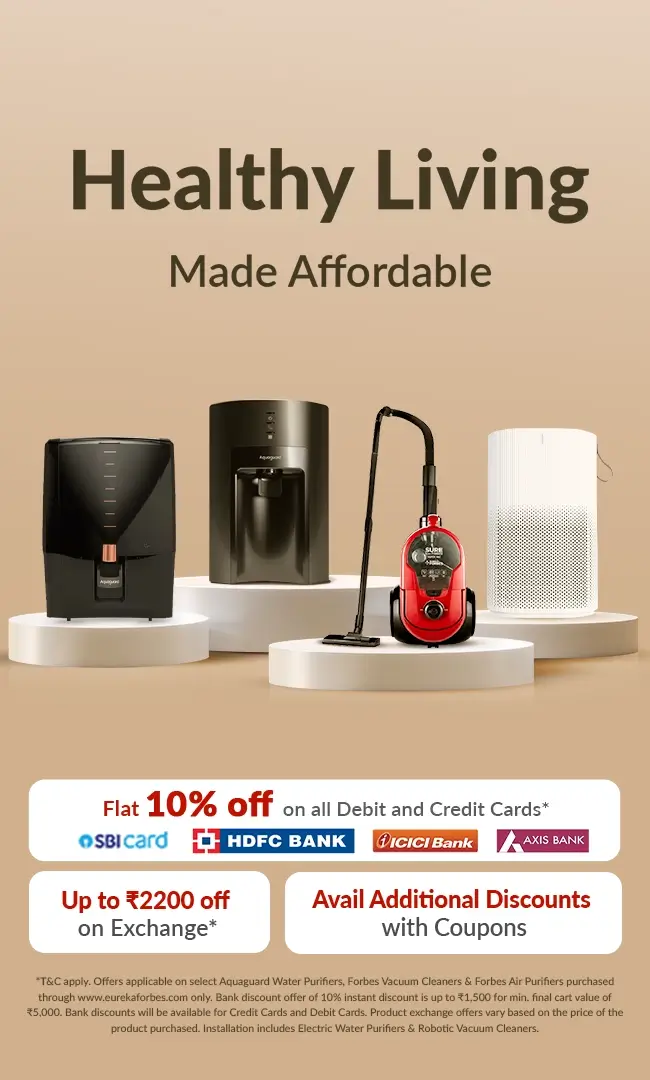 Healthy Living
Made Affordable
Aquaguard
Aquaguard
SURE
Flat 10% off on all Debit and Credit Cards*
SBI card
HDFC BANK
ICICI Bank
AXIS BANK
Up to ₹2200 off
on Exchange*
Avail Additional Discounts
with Coupons
*T&C apply. Offers applicable on select Aquaguard Water Purifiers, Forbes Vacuum Cleaners & Forbes Air Purifiers purchased
through www.eurekaforbes.com only. Bank discount offer of 10% instant discount is up to ₹1,500 for min. final cart value of
₹5,000. Bank discounts will be available for Credit Cards and Debit Cards. Product exchange offers vary based on the price of the
product purchased. Installation includes Electric Water Purifiers & Robotic Vacuum Cleaners.